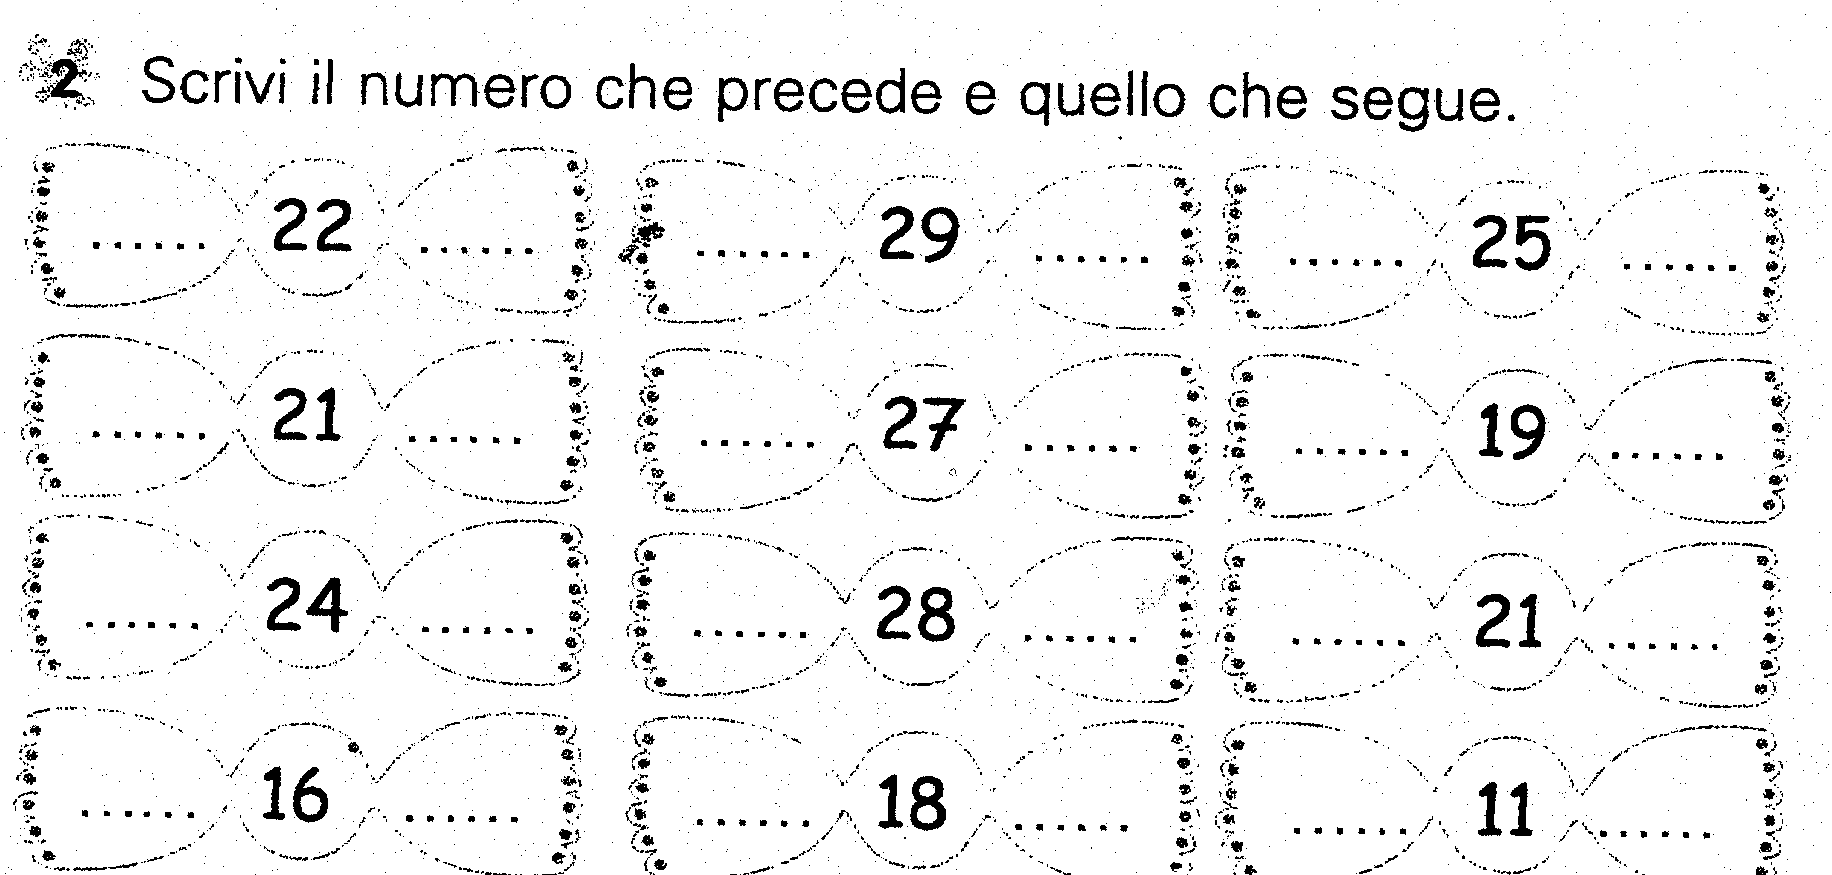 2 Scrivi il numero che precede e quello che segue.
...... 22 ...... ...... 29 ...... ...... 25 ......
...... 21 ...... ...... 27 ...... ...... 19 ......
...... 24 ...... ...... 28 ...... ...... 21 ......
...... 16 ...... ...... 18 ...... ...... 11 ......